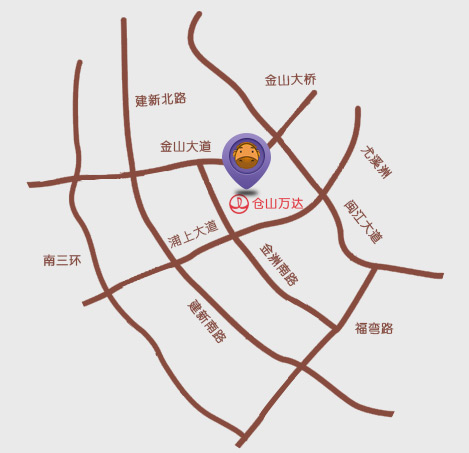 金山大桥
建新北路
金山大道
尤溪洲
仓山万达
闽江大道
浦上大道
金洲南路
南三环
建新南路
福弯路